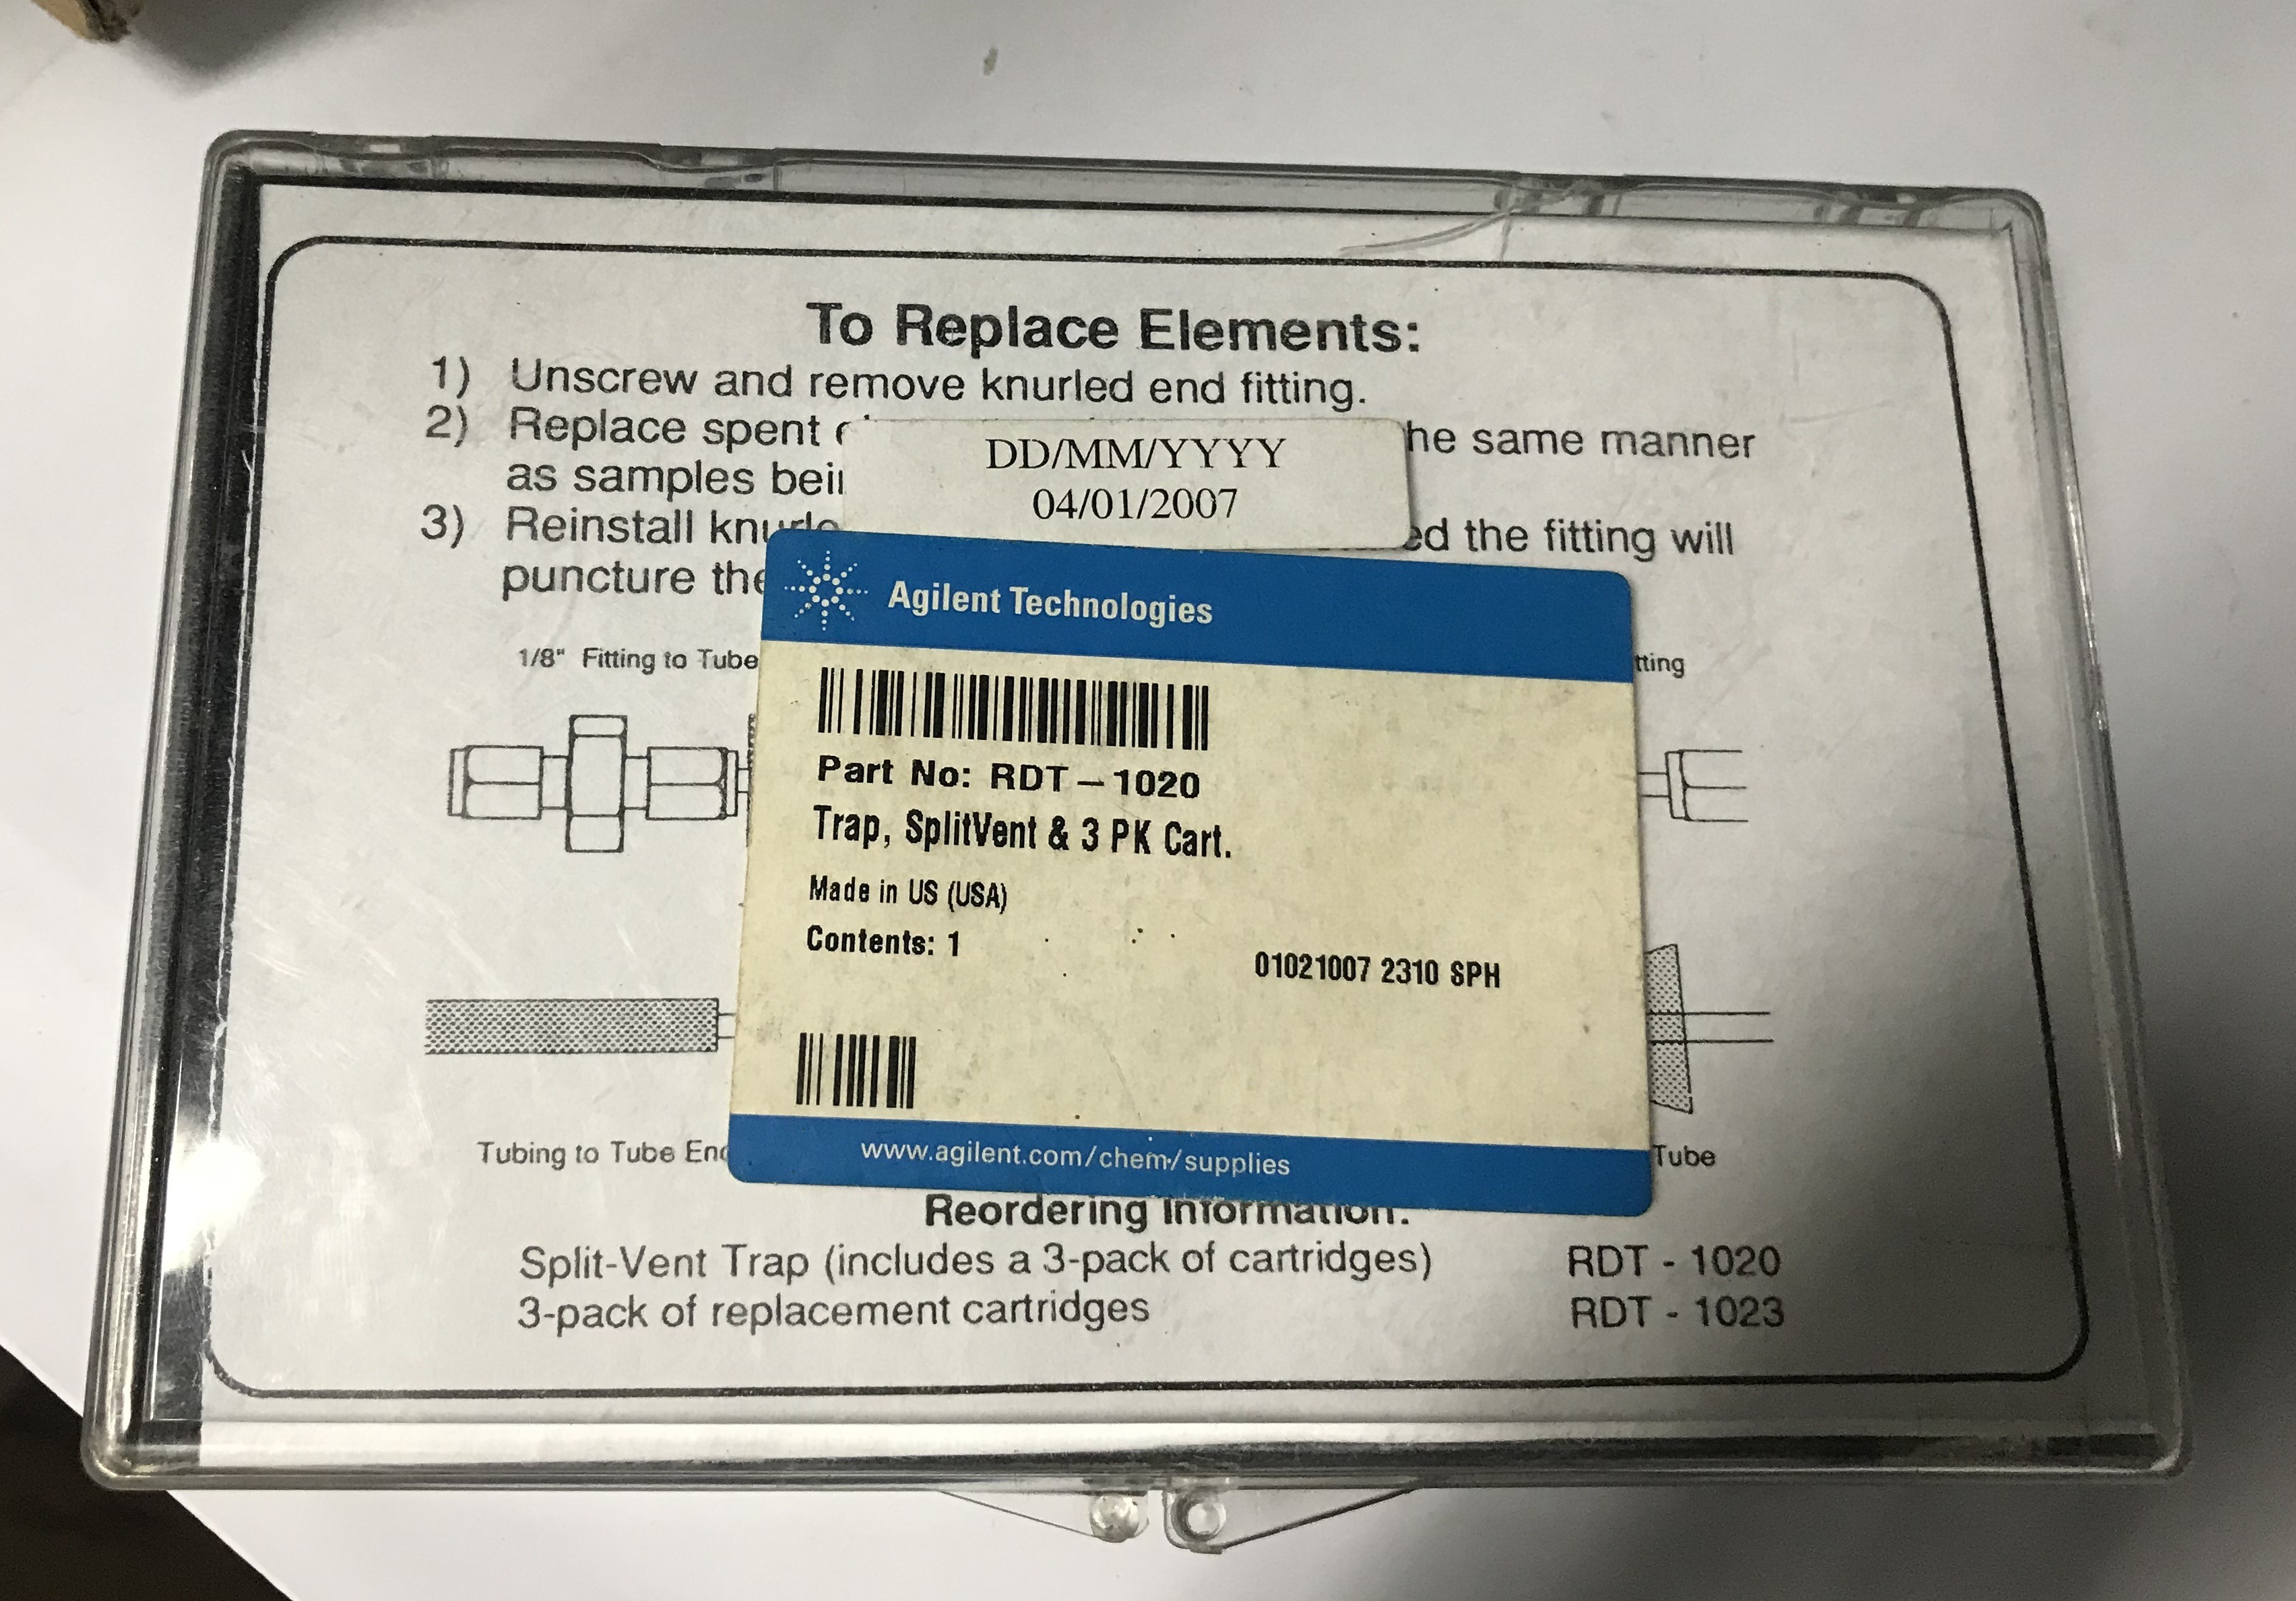 To Replace Elements:
1) Unscrew and remove knurled end fitting.
2) Replace spent he same manner
as samples bein
3) Reinstall knurle ed the fitting will
puncture the
DD/MM/YYYY
04/01/2007
Agilent Technologies
1/8" Fitting to Tube tting
Part No: RDT – 1020
Trap, SplitVent & 3 PK Cart.
Made in US (USA)
Contents: 1
01021007 2310 SPH
www.agilent.com/chem/supplies
Tubing to Tube End Tube
Reordering Information:
Split-Vent Trap (includes a 3-pack of cartridges) RDT - 1020
3-pack of replacement cartridges RDT - 1023